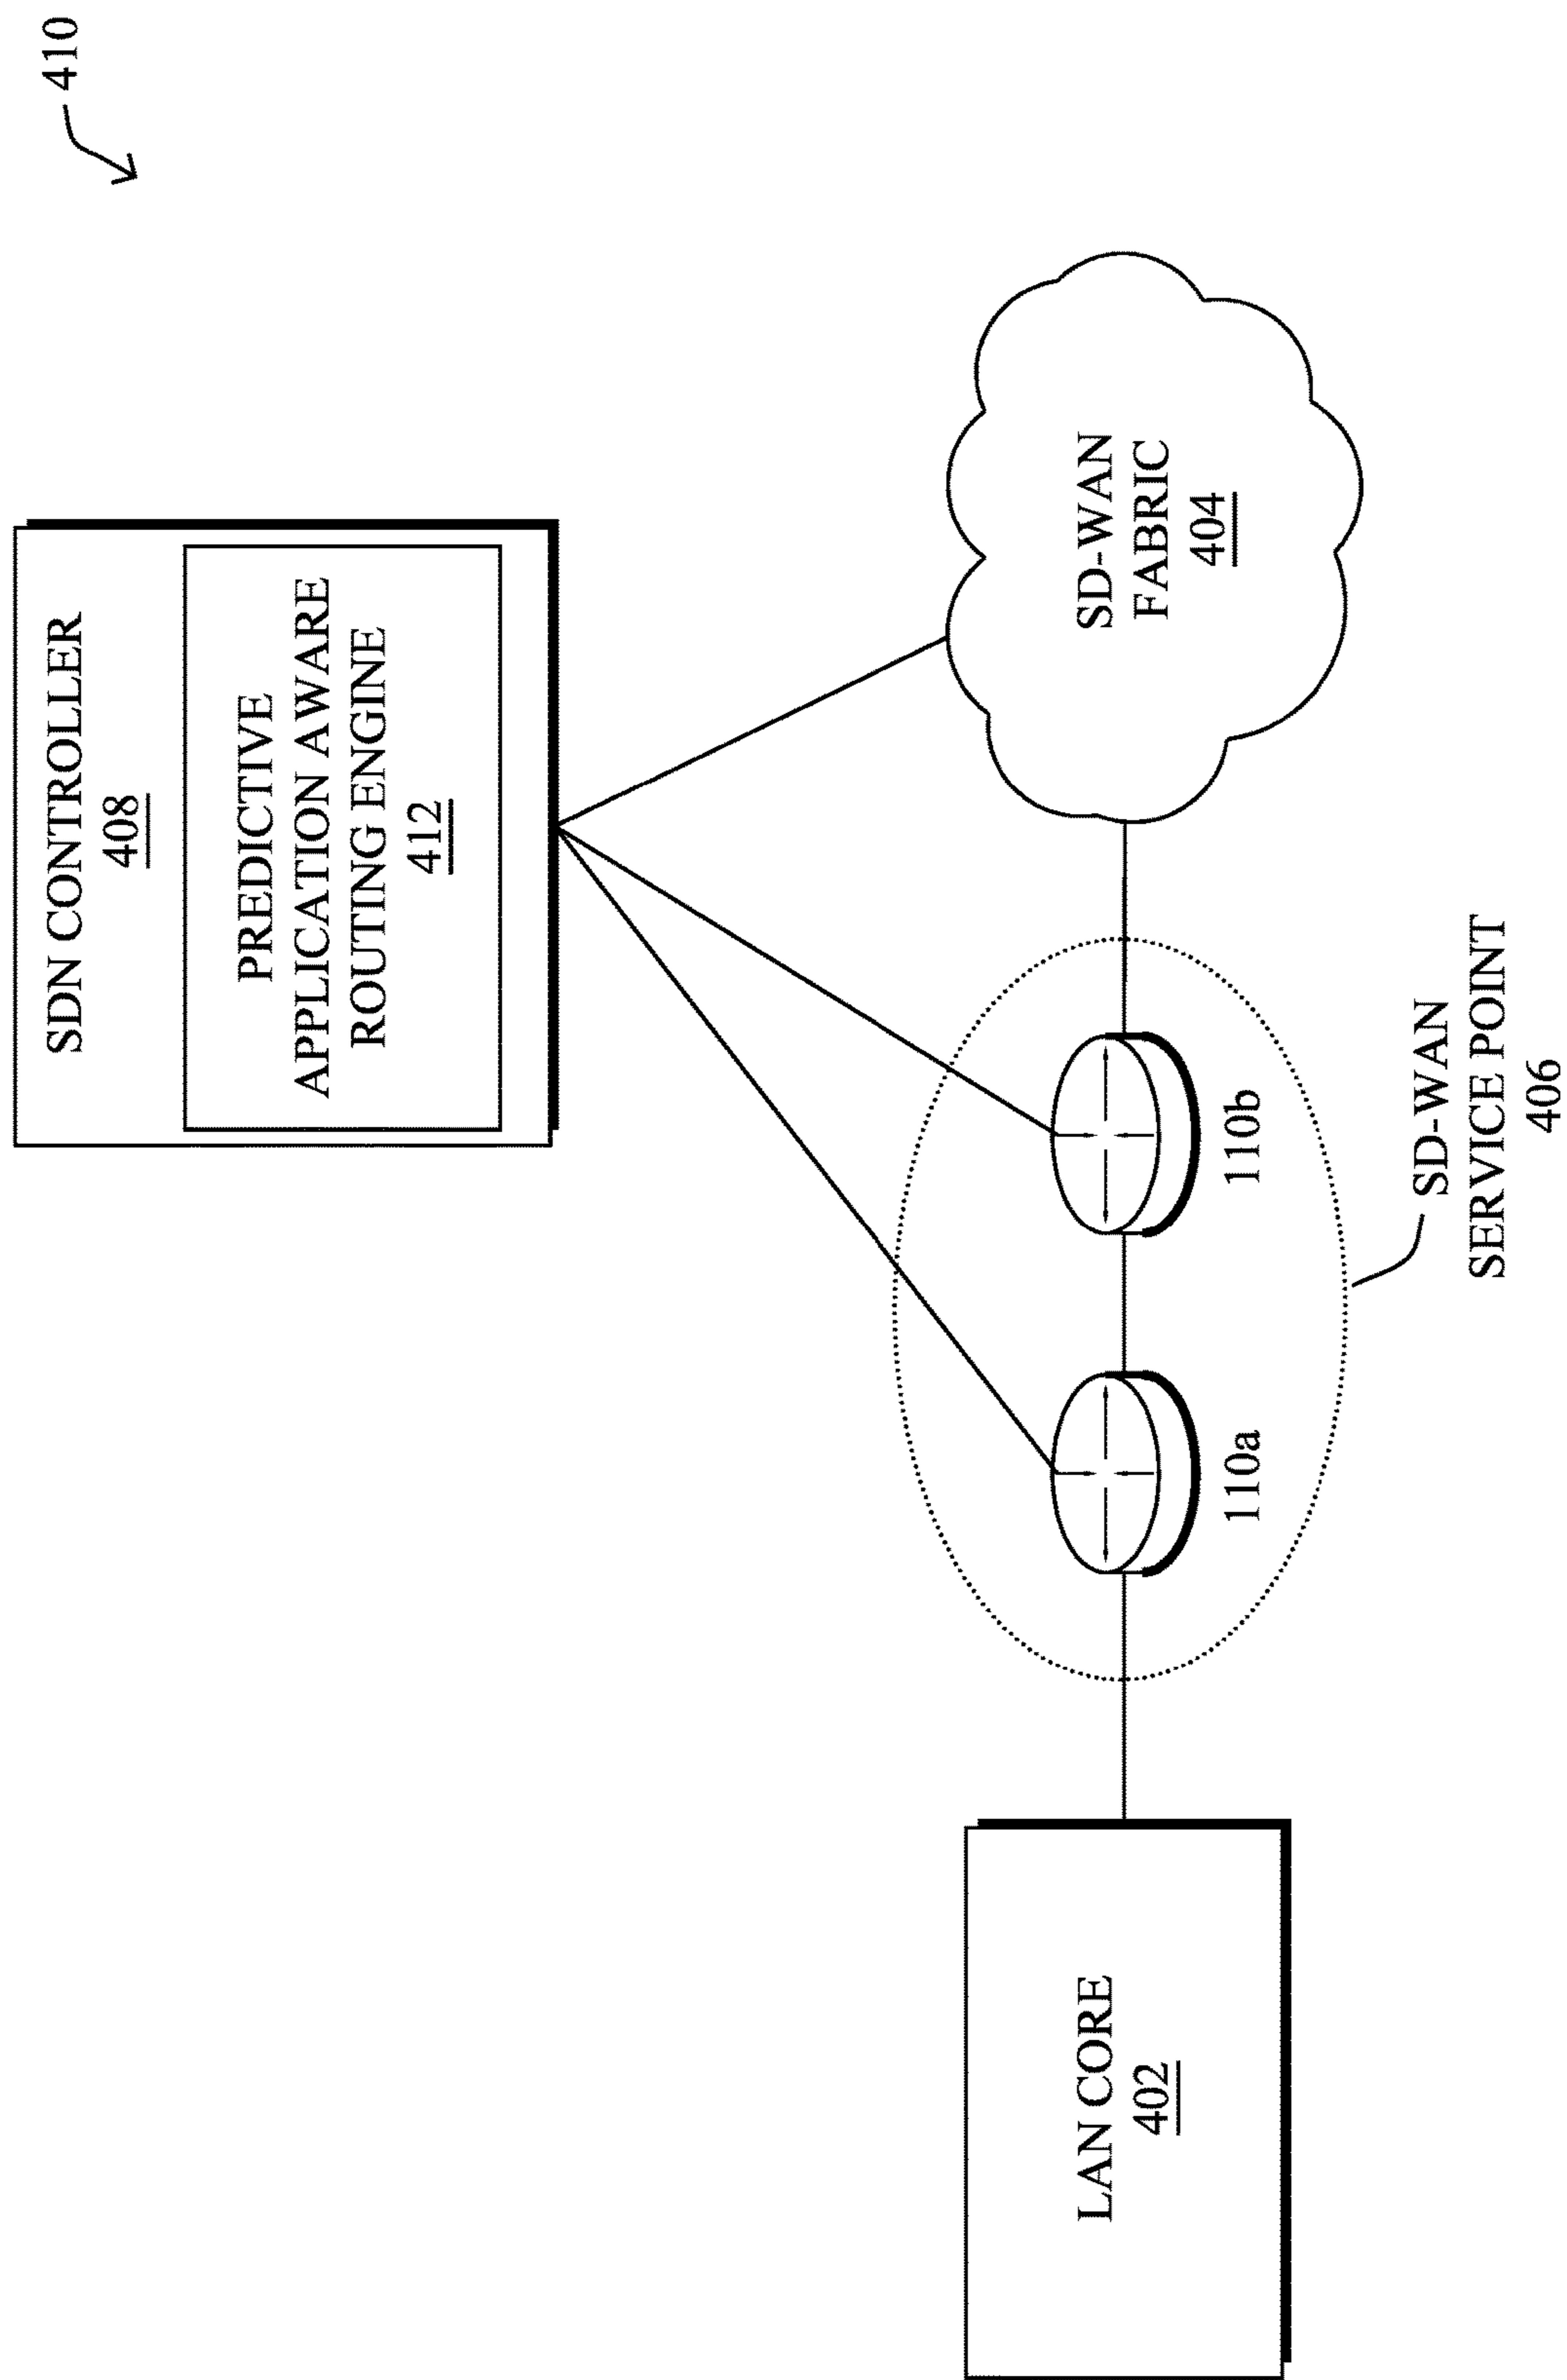 410
SDN CONTROLLER
408
PREDICTIVE
APPLICATION AWARE
ROUTING ENGINE
412
LAN CORE
402
110a
110b
SD-WAN
FABRIC
404
SD-WAN
SERVICE POINT
406